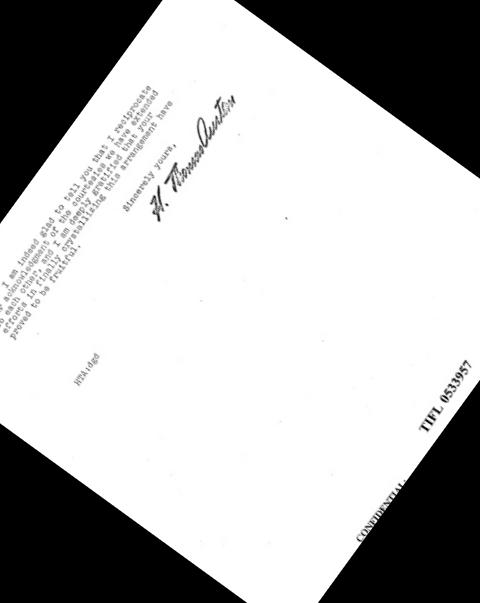 I am indeed glad to tell you that I reciprocate
acknowledgment of the courtesies we have extended
to each other, and I am deeply gratified that your
efforts in finally crystallizing this arrangement have
proved to be fruitful.
Sincerely yours,
H. Thomas Austern
HTA:dgd
TIFL 0533957
CONFIDENTIAL: